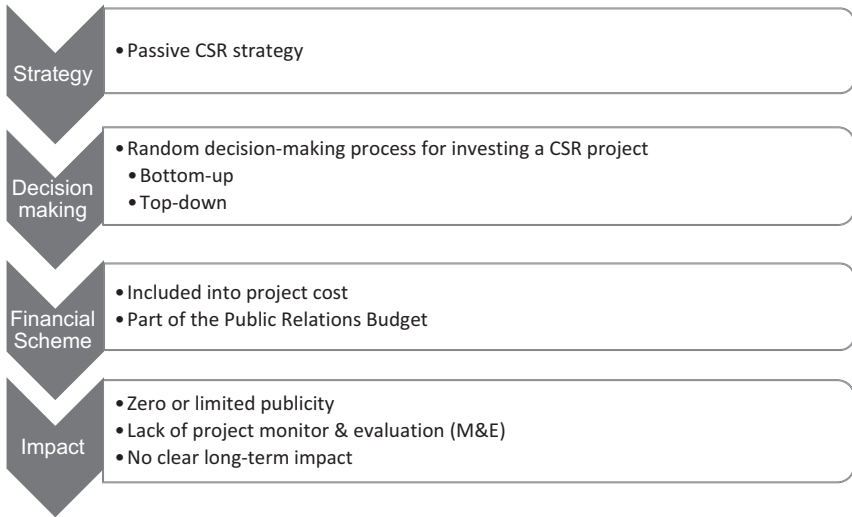 Strategy
• Passive CSR strategy
Decision
making
• Random decision-making process for investing a CSR project
• Bottom-up
• Top-down
Financial
Scheme
• Included into project cost
• Part of the Public Relations Budget
Impact
• Zero or limited publicity
• Lack of project monitor & evaluation (M&E)
• No clear long-term impact